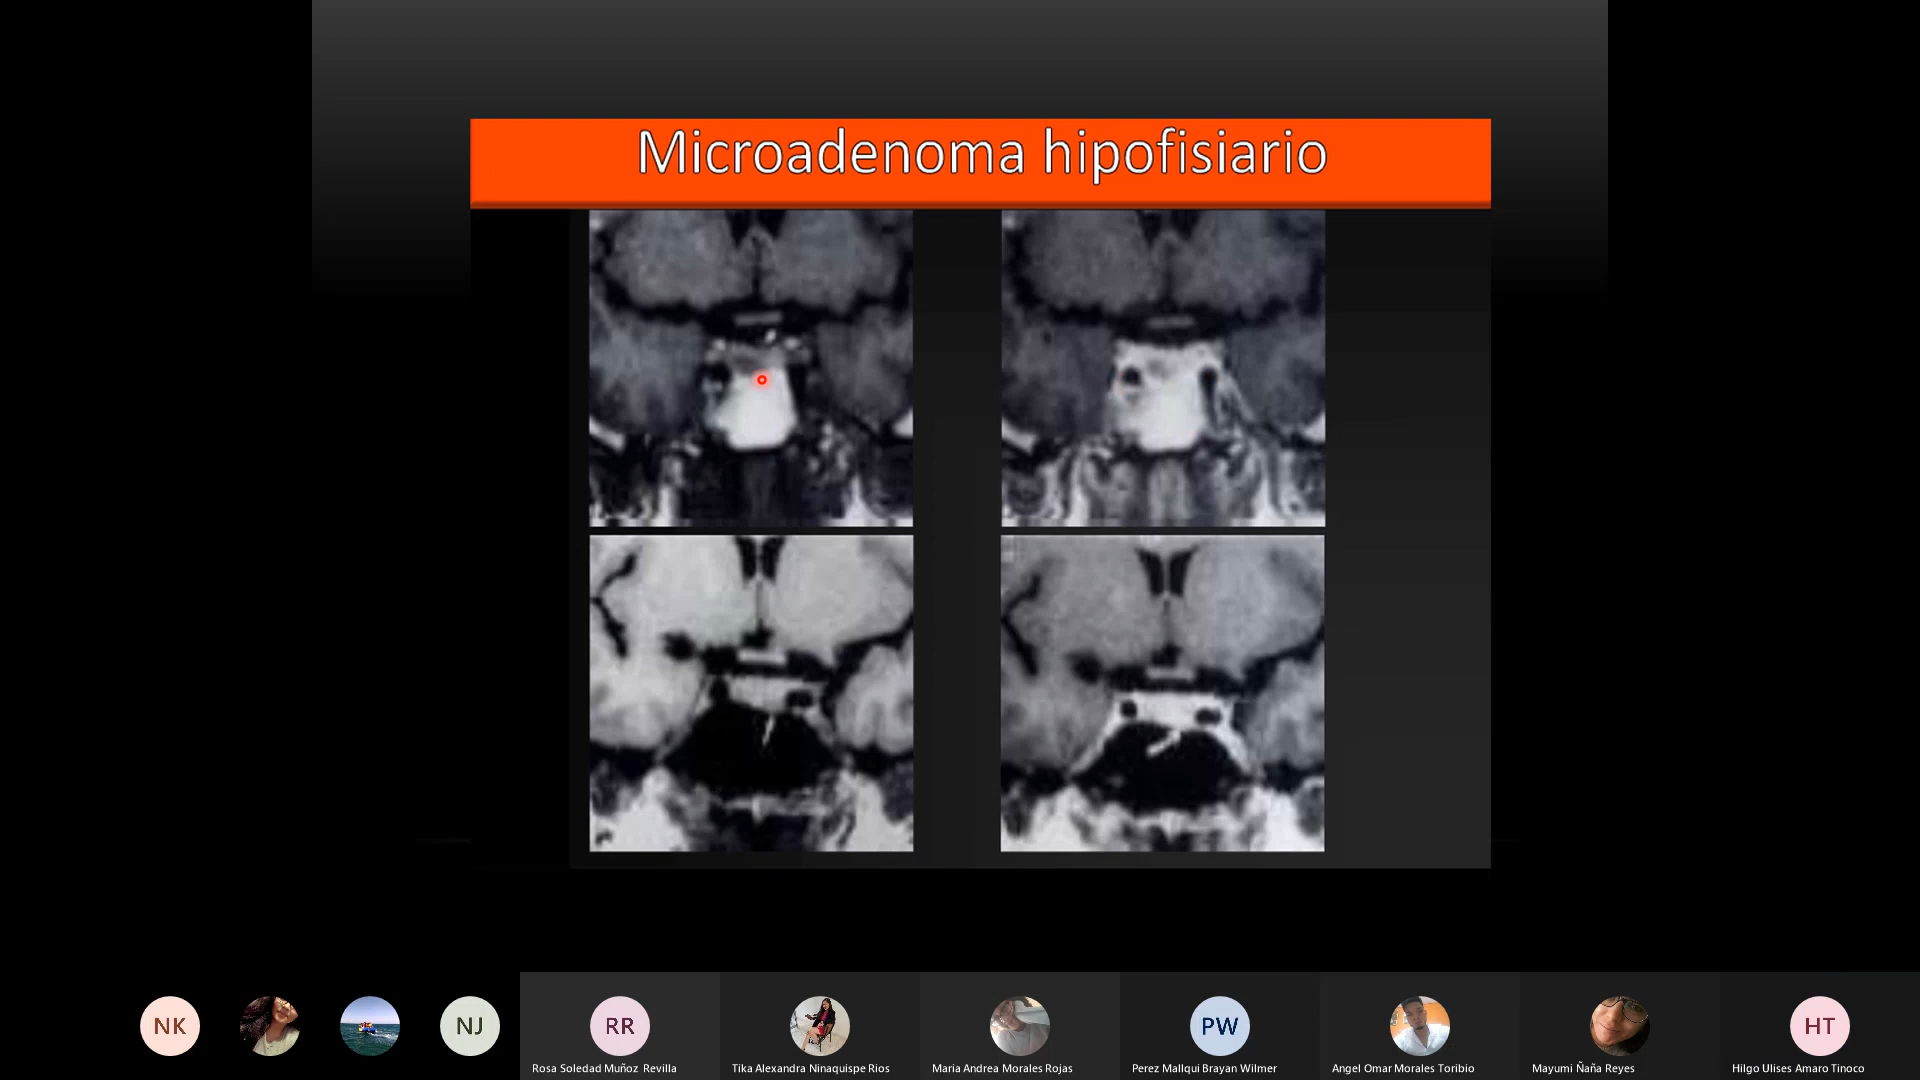 Microadenoma hipofisiario
NK
NJ
RR
PW
HT
Rosa Soledad Muñoz Revilla
Tika Alexandra Ninaquispe Rios
Maria Andrea Morales Rojas
Perez Mallqui Brayan Wilmer
Angel Omar Morales Toribio
Mayumi Ñaña Reyes
Hilgo Ulises Amaro Tinoco